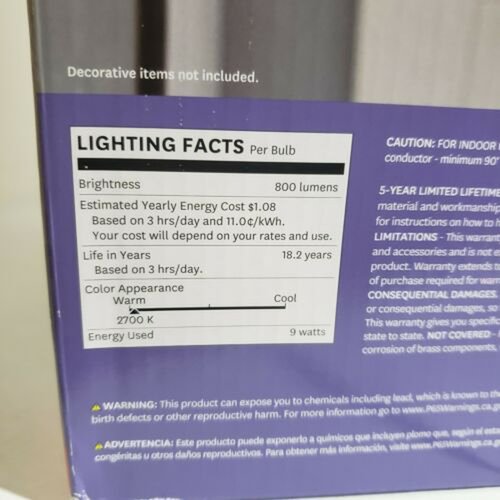 Decorative items not included.
LIGHTING FACTS Per Bulb
Brightness 800 lumens
Estimated Yearly Energy Cost $1.08
Based on 3 hrs/day and 11.0¢/kWh.
Your cost will depend on your rates and use.
Life in Years 18.2 years
Based on 3 hrs/day.
Color Appearance
Warm Cool
2700 K
Energy Used 9 watts
CAUTION: FOR INDOOR
conductor - minimum 90°
5-YEAR LIMITED LIFETIME
material and workmanship
for instructions on how to
LIMITATIONS - This warrant
and accessories and is not
product. Warranty extends
of purchase required for warr
CONSEQUENTIAL DAMAGES.
or consequential damages, so
This warranty gives you specific
state to state. NOT COVERED -
corrosion of brass components,
WARNING: This product can expose you to chemicals including lead, which is known to the
birth defects or other reproductive harm. For more information go to www.P65Warnings.ca.g
ADVERTENCIA: Este producto puede exponerlo a químicos que incluyen plomo que, según el esta
congénitas u otros daños reproductivos. Para obtener más información, visite www.P65Warnings.ca.go